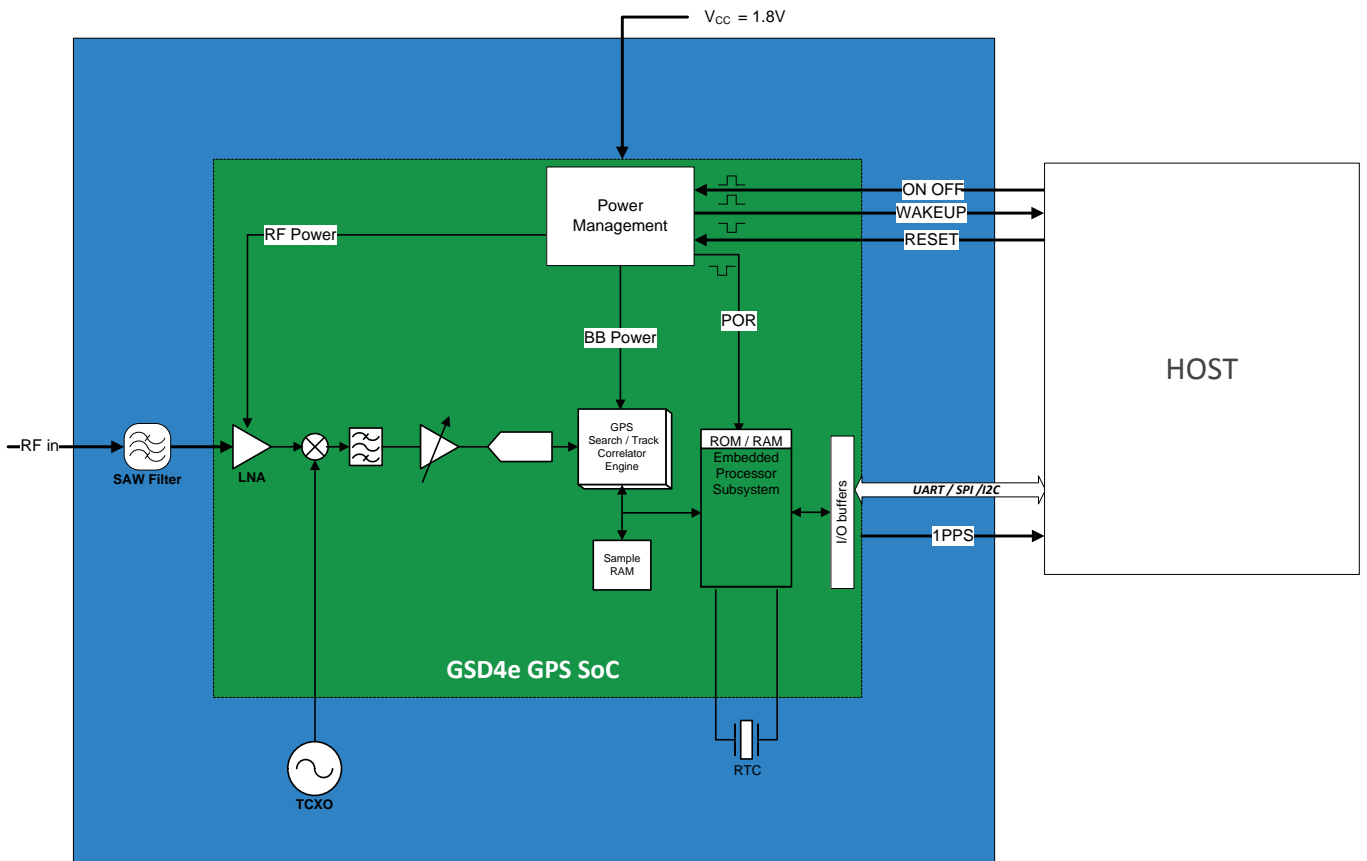 V_CC = 1.8V
Power
Management
ON OFF
WAKEUP
RESET
RF Power
POR
BB Power
HOST
RF in
SAW Filter
LNA
GPS
Search / Track
Correlator
Engine
ROM / RAM
Embedded
Processor
Subsystem
I/O buffers
UART / SPI /I2C
1PPS
Sample
RAM
GSD4e GPS SoC
TCXO
RTC